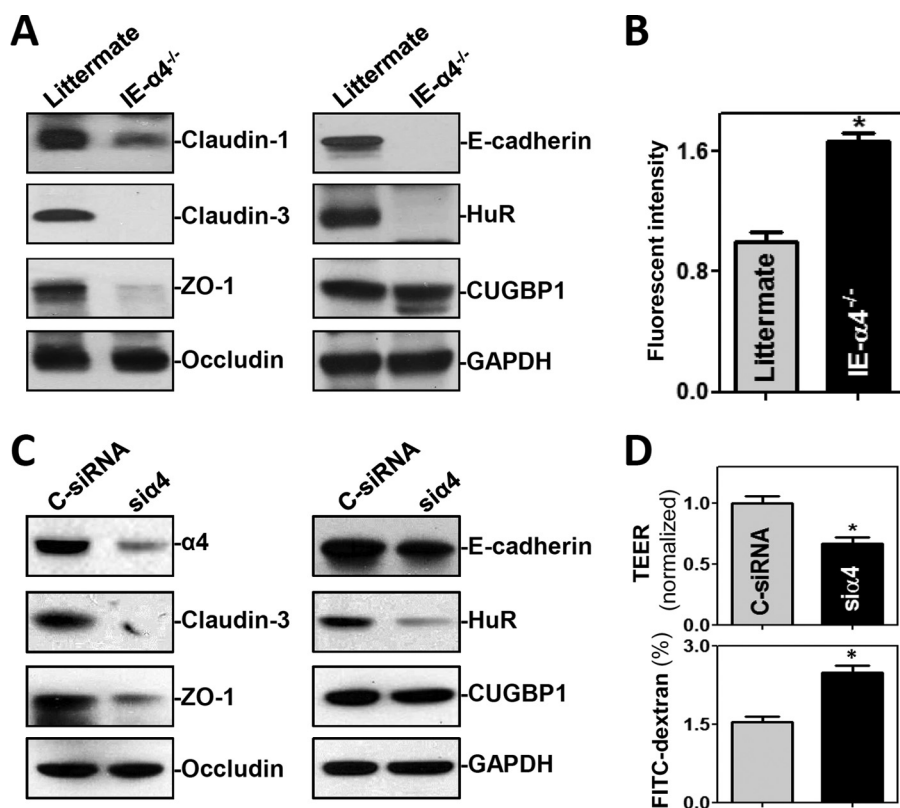 A
Littermate
IE-α4-/-
-Claudin-1
-Claudin-3
-ZO-1
-Occludin
Littermate
IE-α4-/-
-E-cadherin
-HuR
-CUGBP1
-GAPDH
B
Fluorescent intensity
1.6
0.8
0.0
*
Littermate
IE-α4-/-
C
C-siRNA
siα4
-α4
-Claudin-3
-ZO-1
-Occludin
C-siRNA
siα4
-E-cadherin
-HuR
-CUGBP1
-GAPDH
D
TEER
(normalized)
1.0
0.5
0.0
*
C-siRNA
siα4
FITC-dextran (%)
3.0
1.5
0.0
*